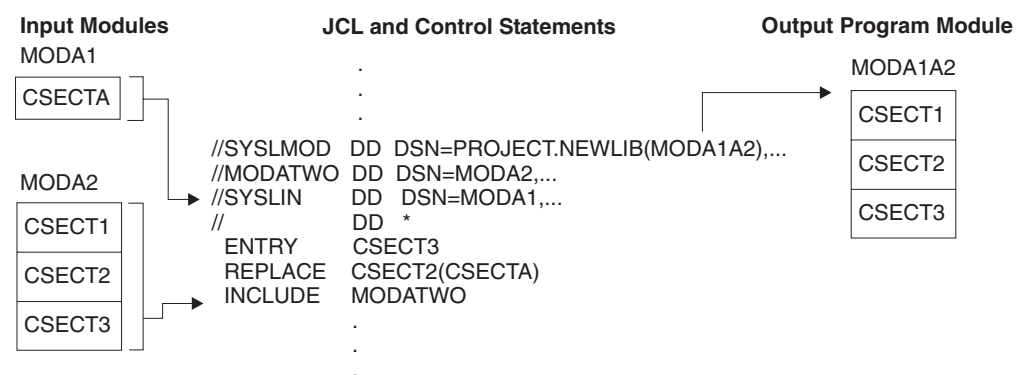 Input Modules
JCL and Control Statements
Output Program Module
MODA1
CSECTA
MODA2
CSECT1
CSECT2
CSECT3
.
.
.
//SYSLMOD DD DSN=PROJECT.NEWLIB(MODA1A2),...
//MODATWO DD DSN=MODA2,...
//SYSLIN DD DSN=MODA1,...
// DD *
ENTRY CSECT3
REPLACE CSECT2(CSECTA)
INCLUDE MODATWO
.
.
.
MODA1A2
CSECT1
CSECT2
CSECT3